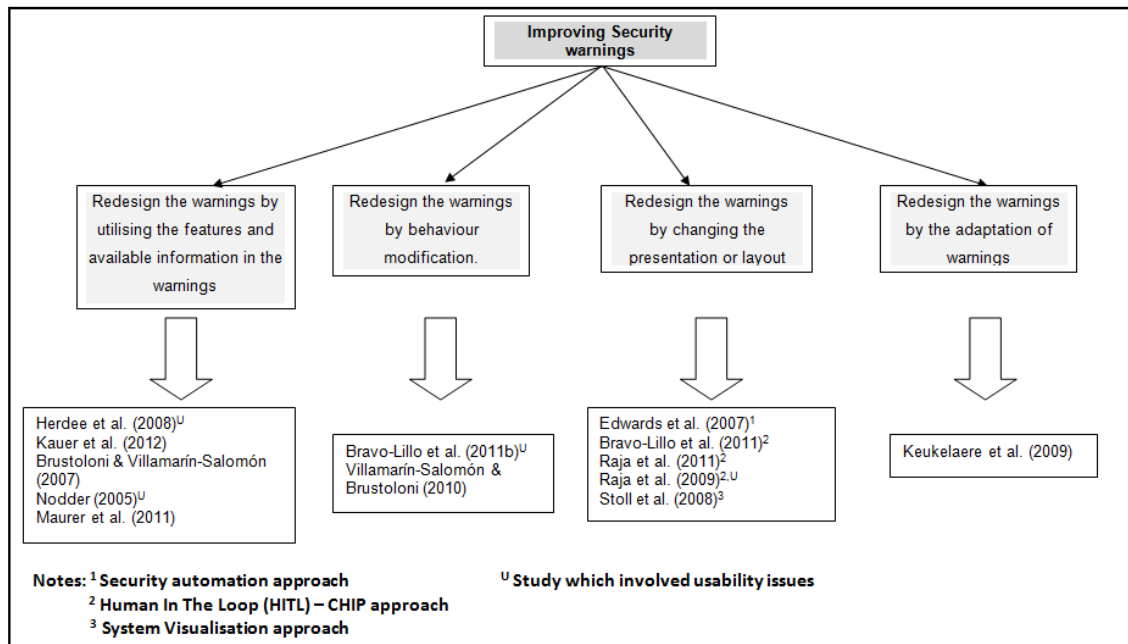 Improving Security
warnings
Redesign the warnings by
utilising the features and
available information in the
warnings
Redesign the warnings
by behaviour
modification.
Redesign the warnings
by changing the
presentation or layout
Redesign the warnings
by the adaptation of
warnings
Herdee et al. (2008)ᵁ
Kauer et al. (2012)
Brustoloni & Villamarín-Salomón
(2007)
Nodder (2005)ᵁ
Maurer et al. (2011)
Bravo-Lillo et al. (2011b)ᵁ
Villamarín-Salomón &
Brustoloni (2010)
Edwards et al. (2007)¹
Bravo-Lillo et al. (2011)²
Raja et al. (2011)²
Raja et al. (2009)²,ᵁ
Stoll et al. (2008)³
Keukelaere et al. (2009)
Notes: ¹ Security automation approach
² Human In The Loop (HITL) – CHIP approach
³ System Visualisation approach
ᵁ Study which involved usability issues